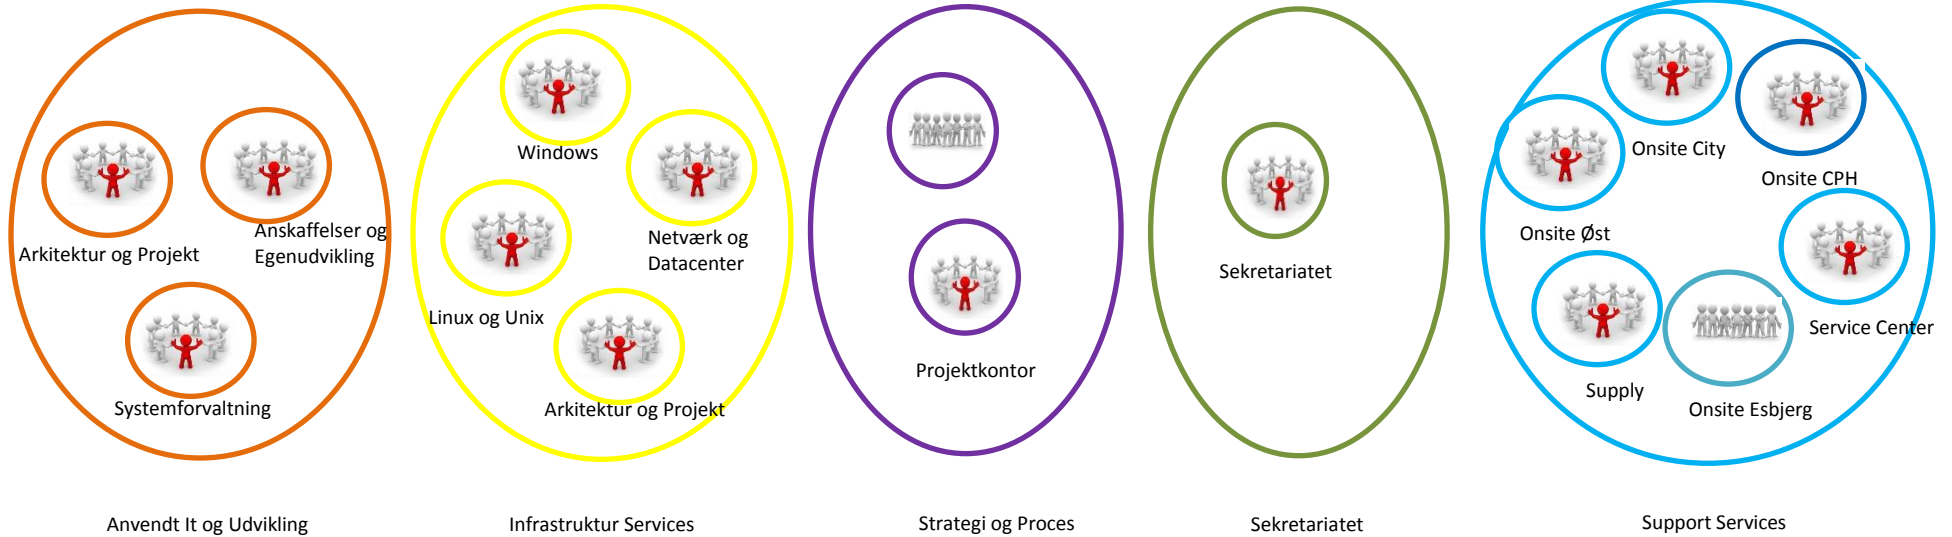 Arkitektur og Projekt
Anskaffelser og
Egenudvikling
Systemforvaltning
Anvendt It og Udvikling
Windows
Netværk og
Datacenter
Linux og Unix
Arkitektur og Projekt
Infrastruktur Services
Projektkontor
Strategi og Proces
Sekretariatet
Sekretariatet
Onsite City
Onsite CPH
Onsite Øst
Service Center
Supply
Onsite Esbjerg
Support Services